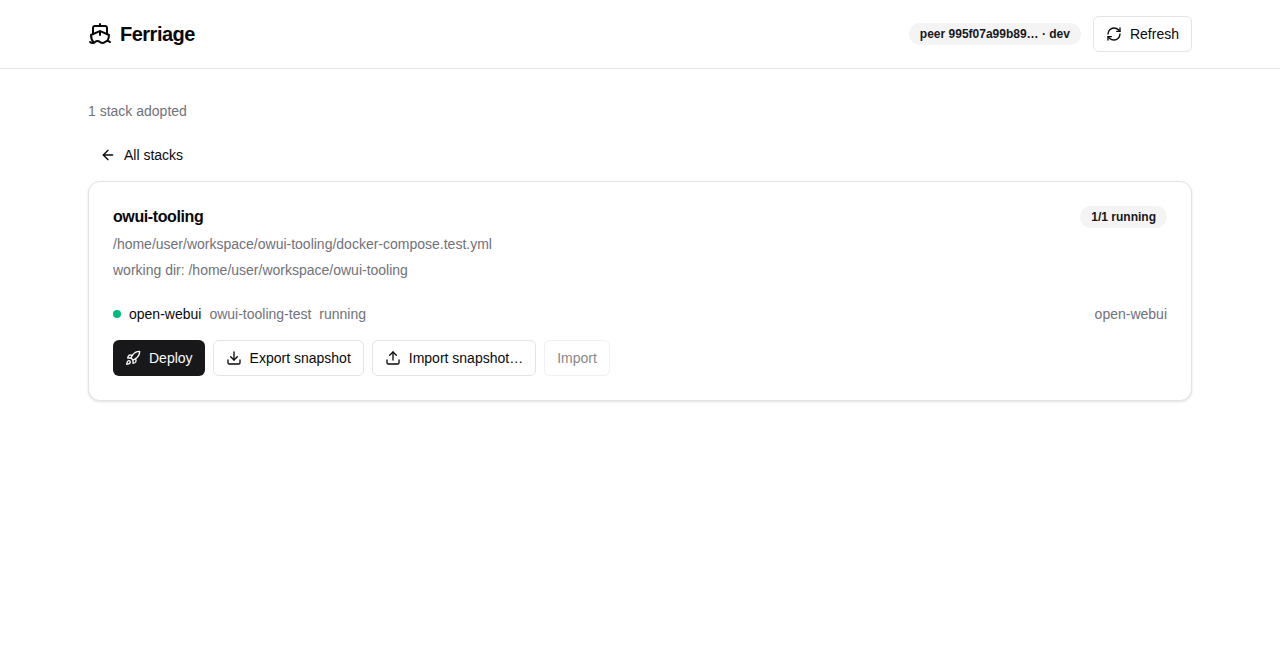 Ferriage
peer 995f07a99b89… · dev
Refresh
1 stack adopted
All stacks
owui-tooling
1/1 running
/home/user/workspace/owui-tooling/docker-compose.test.yml
working dir: /home/user/workspace/owui-tooling
open-webui owui-tooling-test running
open-webui
Deploy
Export snapshot
Import snapshot…
Import